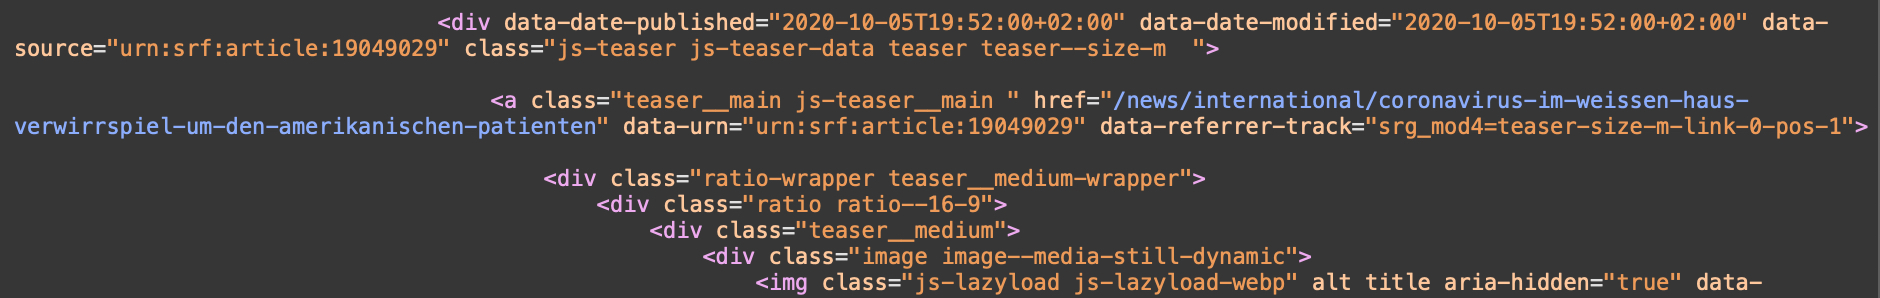 <div data-date-published="2020-10-05T19:52:00+02:00" data-date-modified="2020-10-05T19:52:00+02:00" data-
source="urn:srf:article:19049029" class="js-teaser js-teaser-data teaser teaser--size-m  ">
<a class="teaser__main js-teaser__main " href="/news/international/coronavirus-im-weissen-haus-
verwirrspiel-um-den-amerikanischen-patienten" data-urn="urn:srf:article:19049029" data-referrer-track="srg_mod4=teaser-size-m-link-0-pos-1">
<div class="ratio-wrapper teaser__medium-wrapper">
<div class="ratio ratio--16-9">
<div class="teaser__medium">
<div class="image image--media-still-dynamic">
<img class="js-lazyload js-lazyload-webp" alt title aria-hidden="true" data-